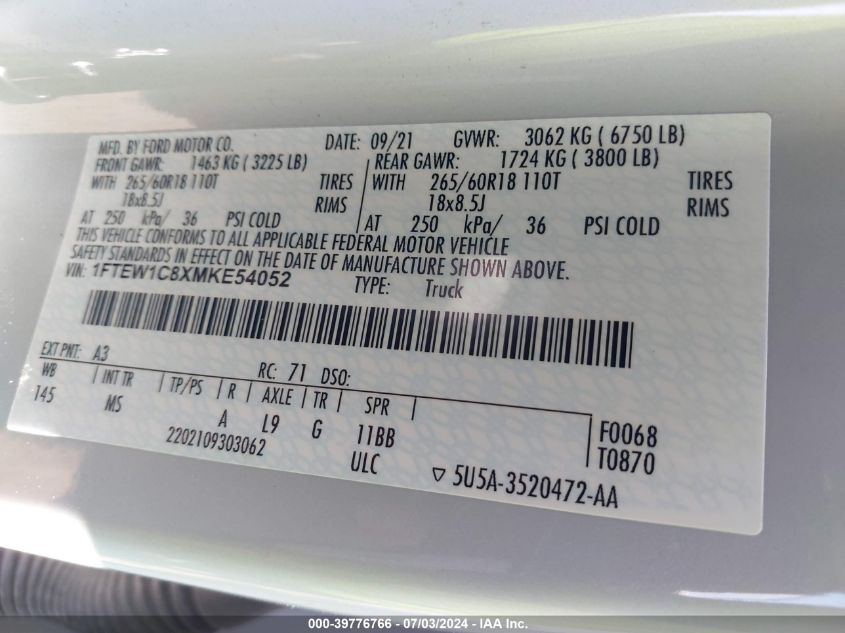 MFD. BY FORD MOTOR CO. DATE: 09/21 GVWR: 3062 KG ( 6750 LB)
FRONT GAWR: 1463 KG ( 3225 LB) REAR GAWR: 1724 KG ( 3800 LB)
WITH 265/60R18 110T TIRES WITH 265/60R18 110T TIRES
18x8.5J RIMS 18x8.5J RIMS
AT 250 kPa/ 36 PSI COLD AT 250 kPa/ 36 PSI COLD
THIS VEHICLE CONFORMS TO ALL APPLICABLE FEDERAL MOTOR VEHICLE
SAFETY STANDARDS IN EFFECT ON THE DATE OF MANUFACTURE SHOWN ABOVE.
VIN: 1FTEW1C8XMKE54052 TYPE: Truck
EXT PNT: A3 RC: 71 DSO:
WB INT TR TP/PS R AXLE TR SPR
145 MS A L9 G 11BB F0068
2202109303062 ULC T0870
▽ 5U5A-3520472-AA
000-39776766 - 07/03/2024 - IAA Inc.